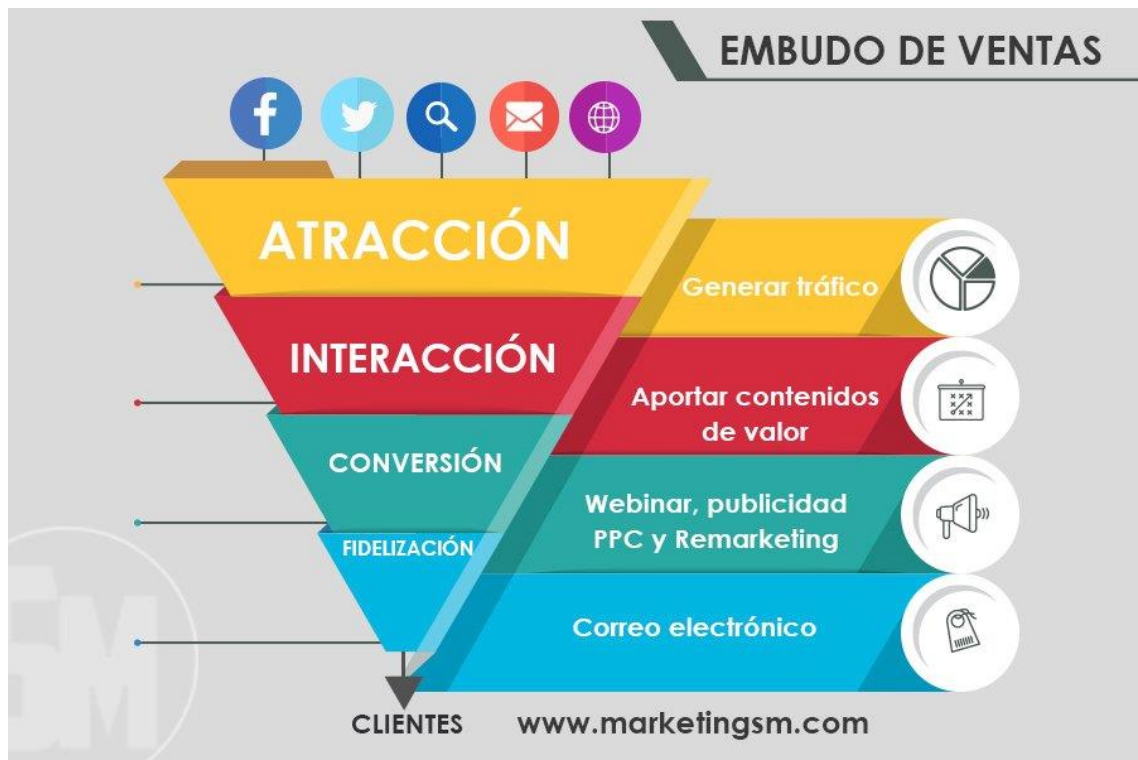 EMBUDO DE VENTAS
ATRACCIÓN
Generar tráfico
INTERACCIÓN
Aportar contenidos
de valor
CONVERSIÓN
Webinar, publicidad
PPC y Remarketing
FIDELIZACIÓN
Correo electrónico
CLIENTES
www.marketingsm.com
SM